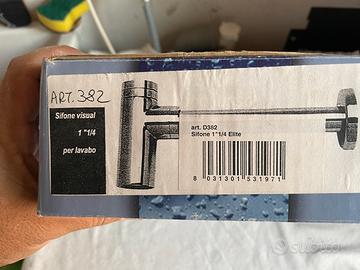 ART. 382
Sifone visual
1 "1/4
per lavabo
art. D382
Sifone 1"1/4 Elite
8 031301 531971
subito